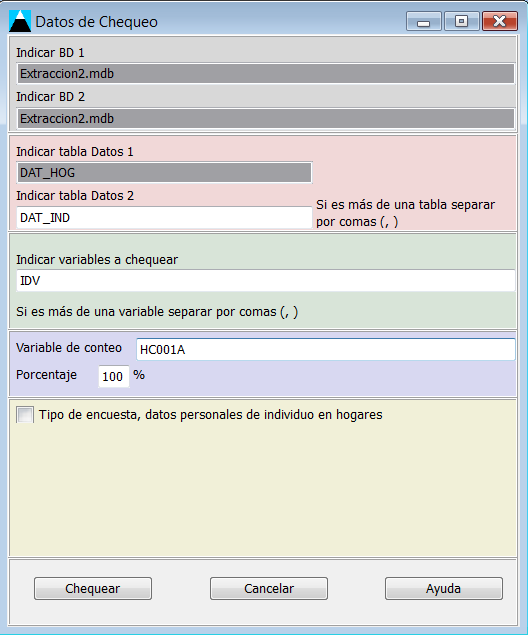 Datos de Chequeo
Indicar BD 1
Extraccion2.mdb
Indicar BD 2
Extraccion2.mdb
Indicar tabla Datos 1
DAT_HOG
Indicar tabla Datos 2
DAT_IND
Si es más de una tabla separar
por comas (, )
Indicar variables a chequear
IDV
Si es más de una variable separar por comas (, )
Variable de conteo HC001A
Porcentaje 100 %
Tipo de encuesta, datos personales de individuo en hogares
Chequear Cancelar Ayuda